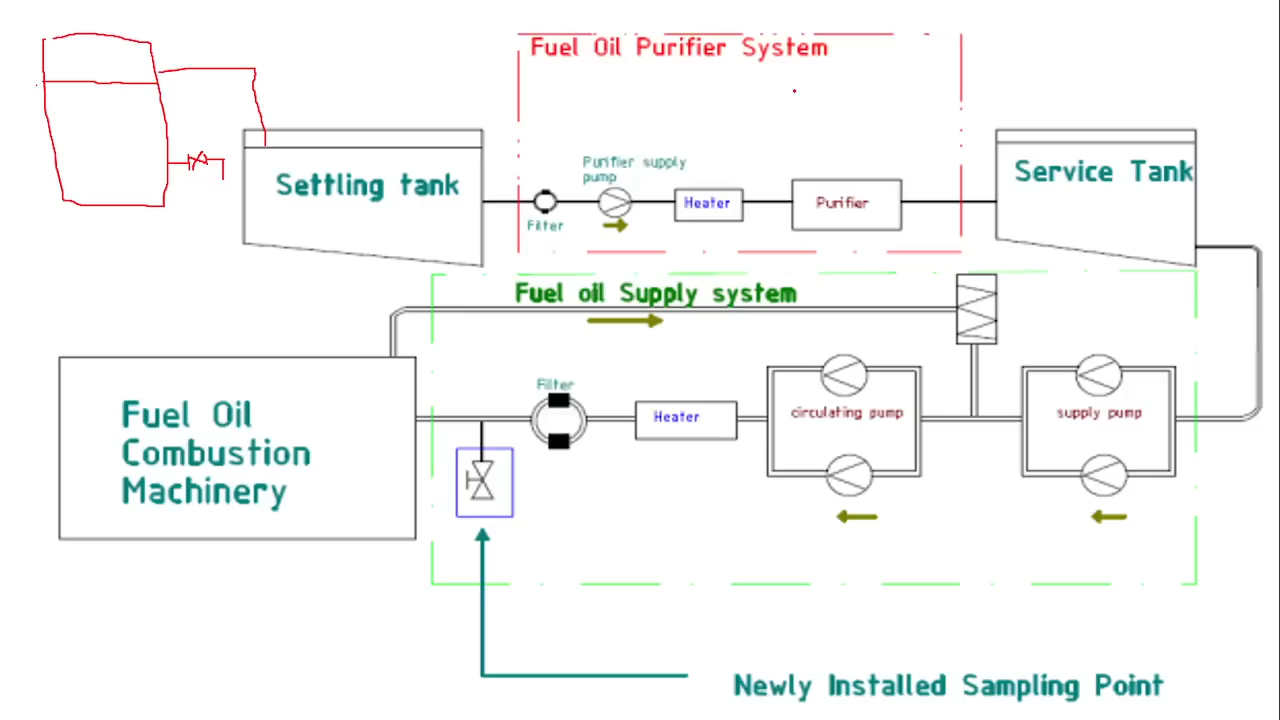 Fuel Oil Purifier System
Settling tank
Filter
Purifier supply
pump
Heater
Purifier
Service Tank
Fuel oil Supply system
Fuel Oil
Combustion
Machinery
Filter
Heater
circulating pump
supply pump
Newly Installed Sampling Point